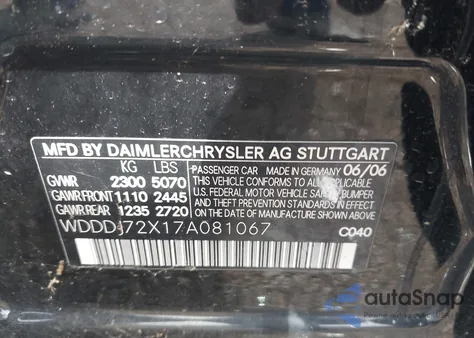 MFD BY DAIMLERCHRYSLER AG STUTTGART
KG LBS
GVWR 2300 5070
GAWR FRONT 1110 2445
GAWR REAR 1235 2720
PASSENGER CAR MADE IN GERMANY 06/06
THIS VEHICLE CONFORMS TO ALL APPLICABLE
U.S. FEDERAL MOTOR VEHICLE SAFETY BUMPER
AND THEFT PREVENTION STANDARDS IN EFFECT
ON THE DATE OF MANUFACTURE SHOWN ABOVE
WDDDJ72X17A081067
C040
autoSnap